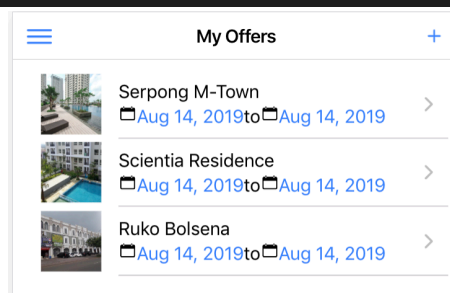 My Offers
Serpong M-Town
Aug 14, 2019toAug 14, 2019
Scientia Residence
Aug 14, 2019toAug 14, 2019
Ruko Bolsena
Aug 14, 2019toAug 14, 2019